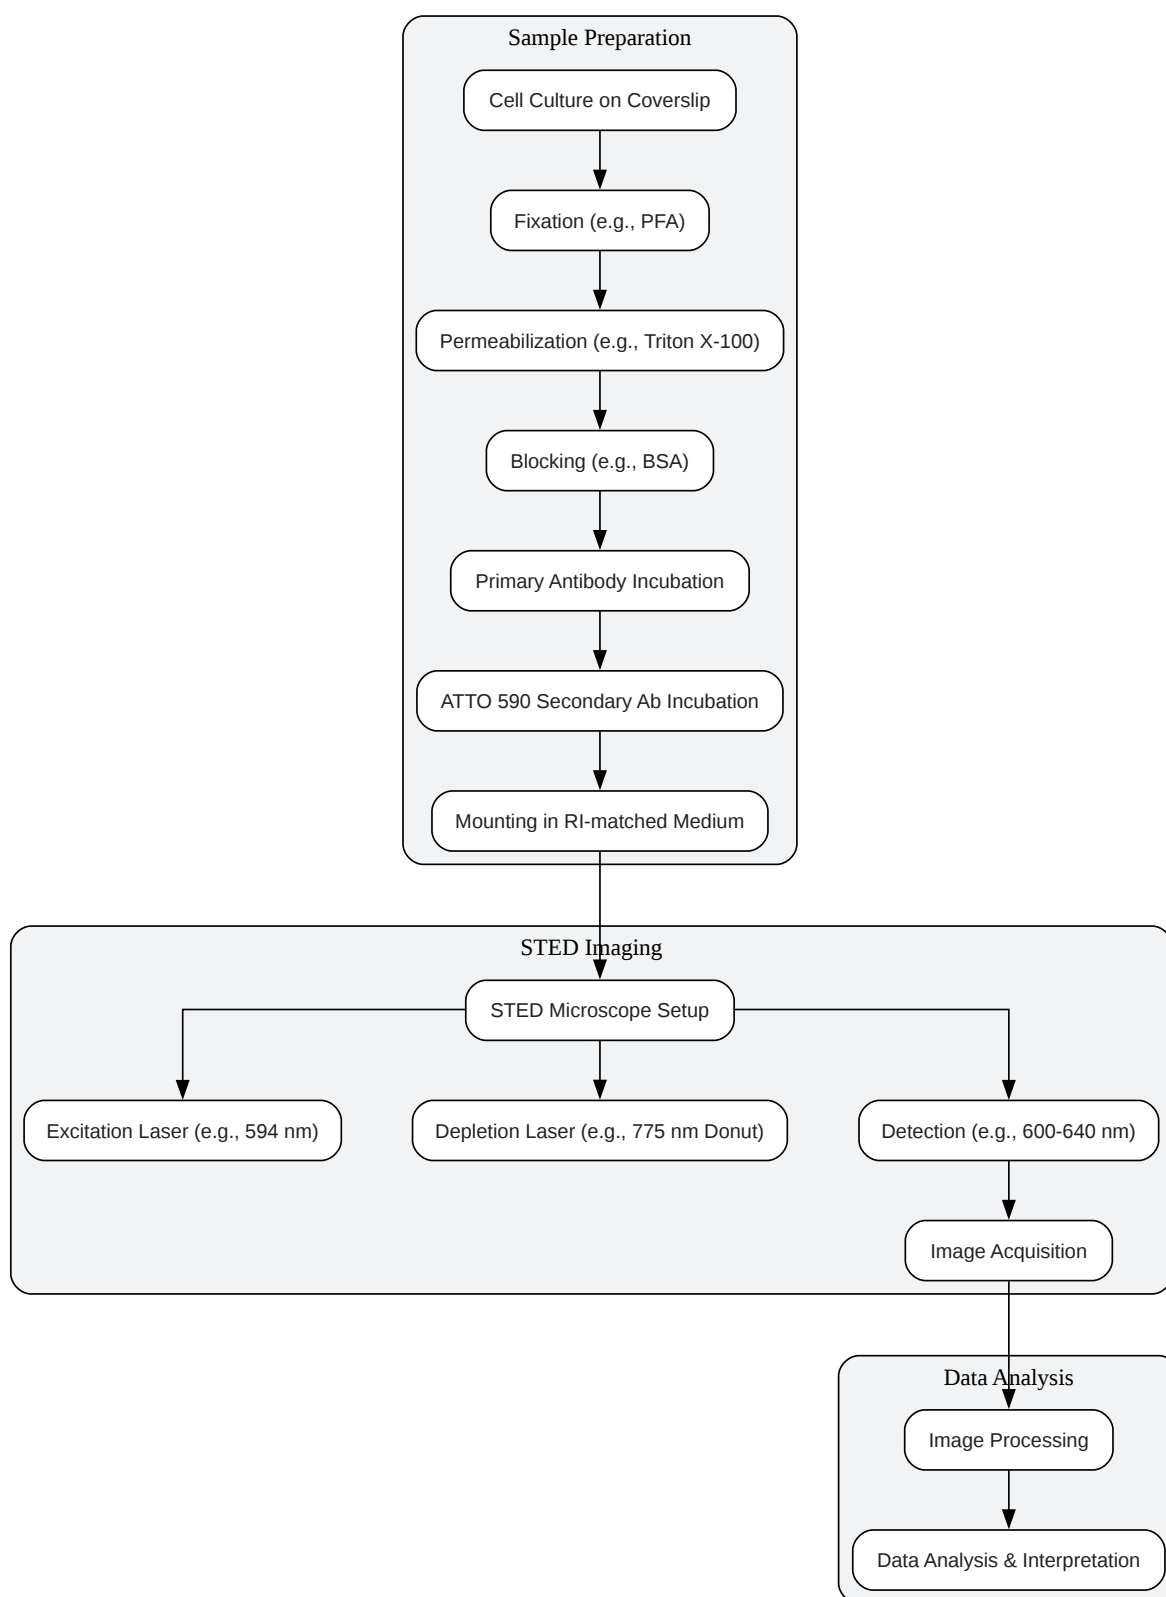 Sample Preparation
Cell Culture on Coverslip
Fixation (e.g., PFA)
Permeabilization (e.g., Triton X-100)
Blocking (e.g., BSA)
Primary Antibody Incubation
ATTO 590 Secondary Ab Incubation
Mounting in RI-matched Medium
STED Imaging
STED Microscope Setup
Excitation Laser (e.g., 594 nm)
Depletion Laser (e.g., 775 nm Donut)
Detection (e.g., 600-640 nm)
Image Acquisition
Data Analysis
Image Processing
Data Analysis & Interpretation